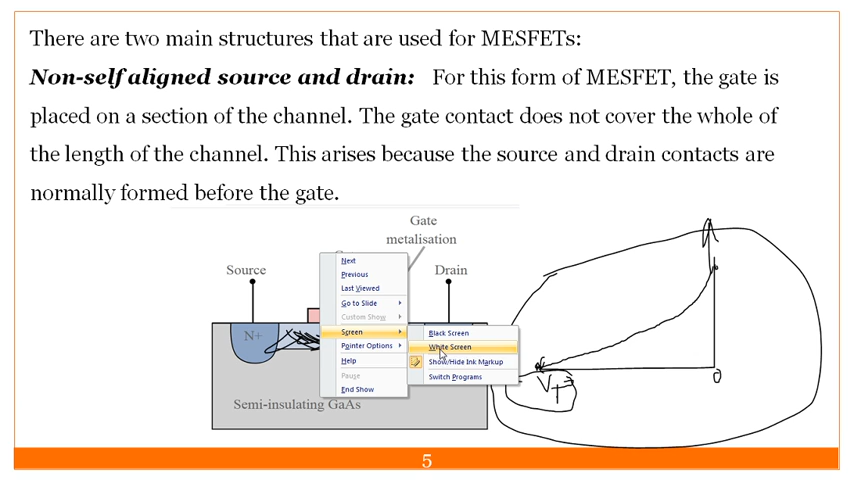 There are two main structures that are used for MESFETs:
Non-self aligned source and drain: For this form of MESFET, the gate is
placed on a section of the channel. The gate contact does not cover the whole of
the length of the channel. This arises because the source and drain contacts are
normally formed before the gate.
Gate
metalisation
Source
Drain
N+
Semi-insulating GaAs
Next
Previous
Last Viewed
Go to Slide
Custom Show
Screen
Pointer Options
Help
Pause
End Show
Black Screen
White Screen
Show/Hide Ink Markup
Switch Programs
0
5